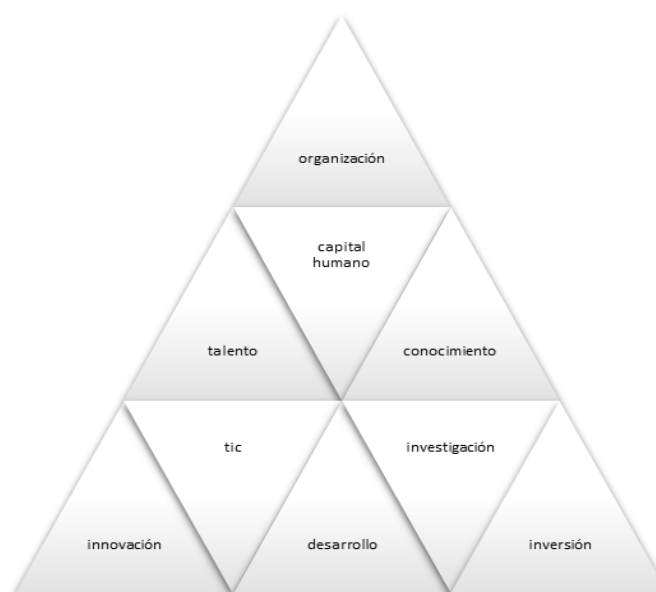 organización
capital
humano
talento
conocimiento
tic
investigación
innovación
desarrollo
inversión